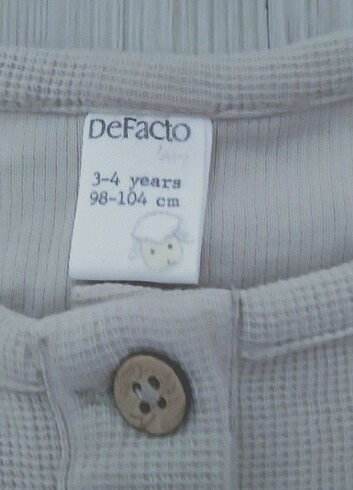 DeFacto
3-4 years
98-104 cm